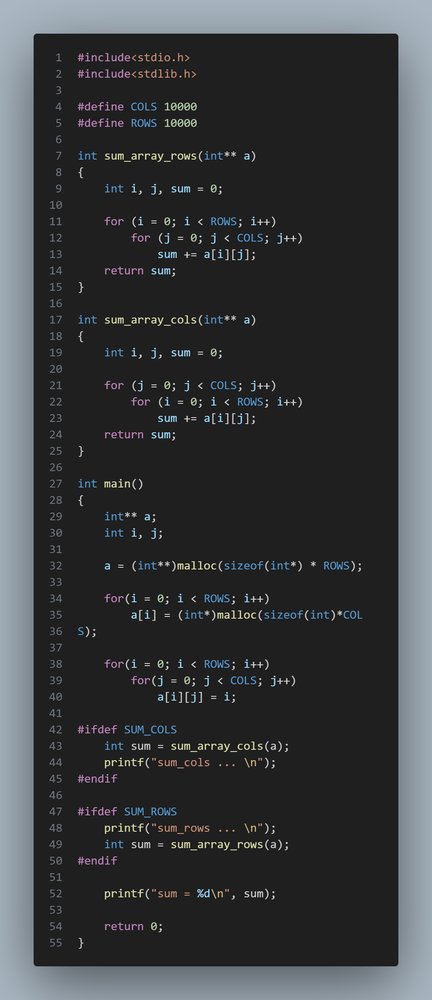 1 #include<stdio.h>
2 #include<stdlib.h>
3
4 #define COLS 10000
5 #define ROWS 10000
6
7 int sum_array_rows(int** a)
8 {
9     int i, j, sum = 0;
10
11     for (i = 0; i < ROWS; i++)
12         for (j = 0; j < COLS; j++)
13             sum += a[i][j];
14     return sum;
15 }
16
17 int sum_array_cols(int** a)
18 {
19     int i, j, sum = 0;
20
21     for (j = 0; j < COLS; j++)
22         for (i = 0; i < ROWS; i++)
23             sum += a[i][j];
24     return sum;
25 }
26
27 int main()
28 {
29     int** a;
30     int i, j;
31
32     a = (int**)malloc(sizeof(int*) * ROWS);
33
34     for(i = 0; i < ROWS; i++)
35         a[i] = (int*)malloc(sizeof(int)*COL
36 S);
37
38     for(i = 0; i < ROWS; i++)
39         for(j = 0; j < COLS; j++)
40             a[i][j] = i;
41
42 #ifdef SUM_COLS
43     int sum = sum_array_cols(a);
44     printf("sum_cols ... \n");
45 #endif
46
47 #ifdef SUM_ROWS
48     printf("sum_rows ... \n");
49     int sum = sum_array_rows(a);
50 #endif
51
52     printf("sum = %d\n", sum);
53
54     return 0;
55 }